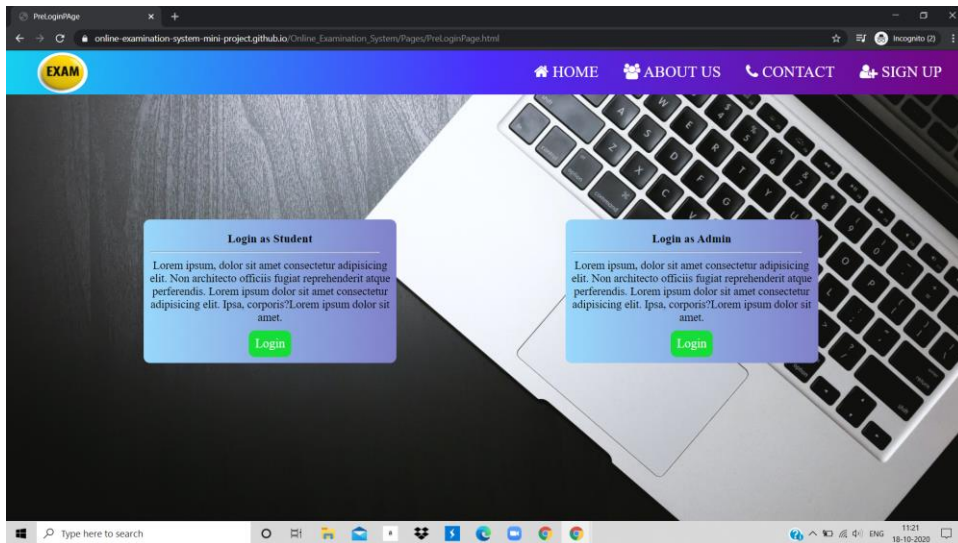 PreLoginPAge
online-examination-system-mini-project.github.io/Online_Examination_System/Pages/PreLoginPage.html
Incognito (2)
EXAM
HOME
ABOUT US
CONTACT
SIGN UP
Login as Student
Lorem ipsum, dolor sit amet consectetur adipisicing
elit. Non architecto officiis fugiat reprehenderit atque
perferendis. Lorem ipsum dolor sit amet consectetur
adipisicing elit. Ipsa, corporis?Lorem ipsum dolor sit
amet.
Login
Login as Admin
Lorem ipsum, dolor sit amet consectetur adipisicing
elit. Non architecto officiis fugiat reprehenderit atque
perferendis. Lorem ipsum dolor sit amet consectetur
adipisicing elit. Ipsa, corporis?Lorem ipsum dolor sit
amet.
Login
Type here to search
ENG
11:21
18-10-2020